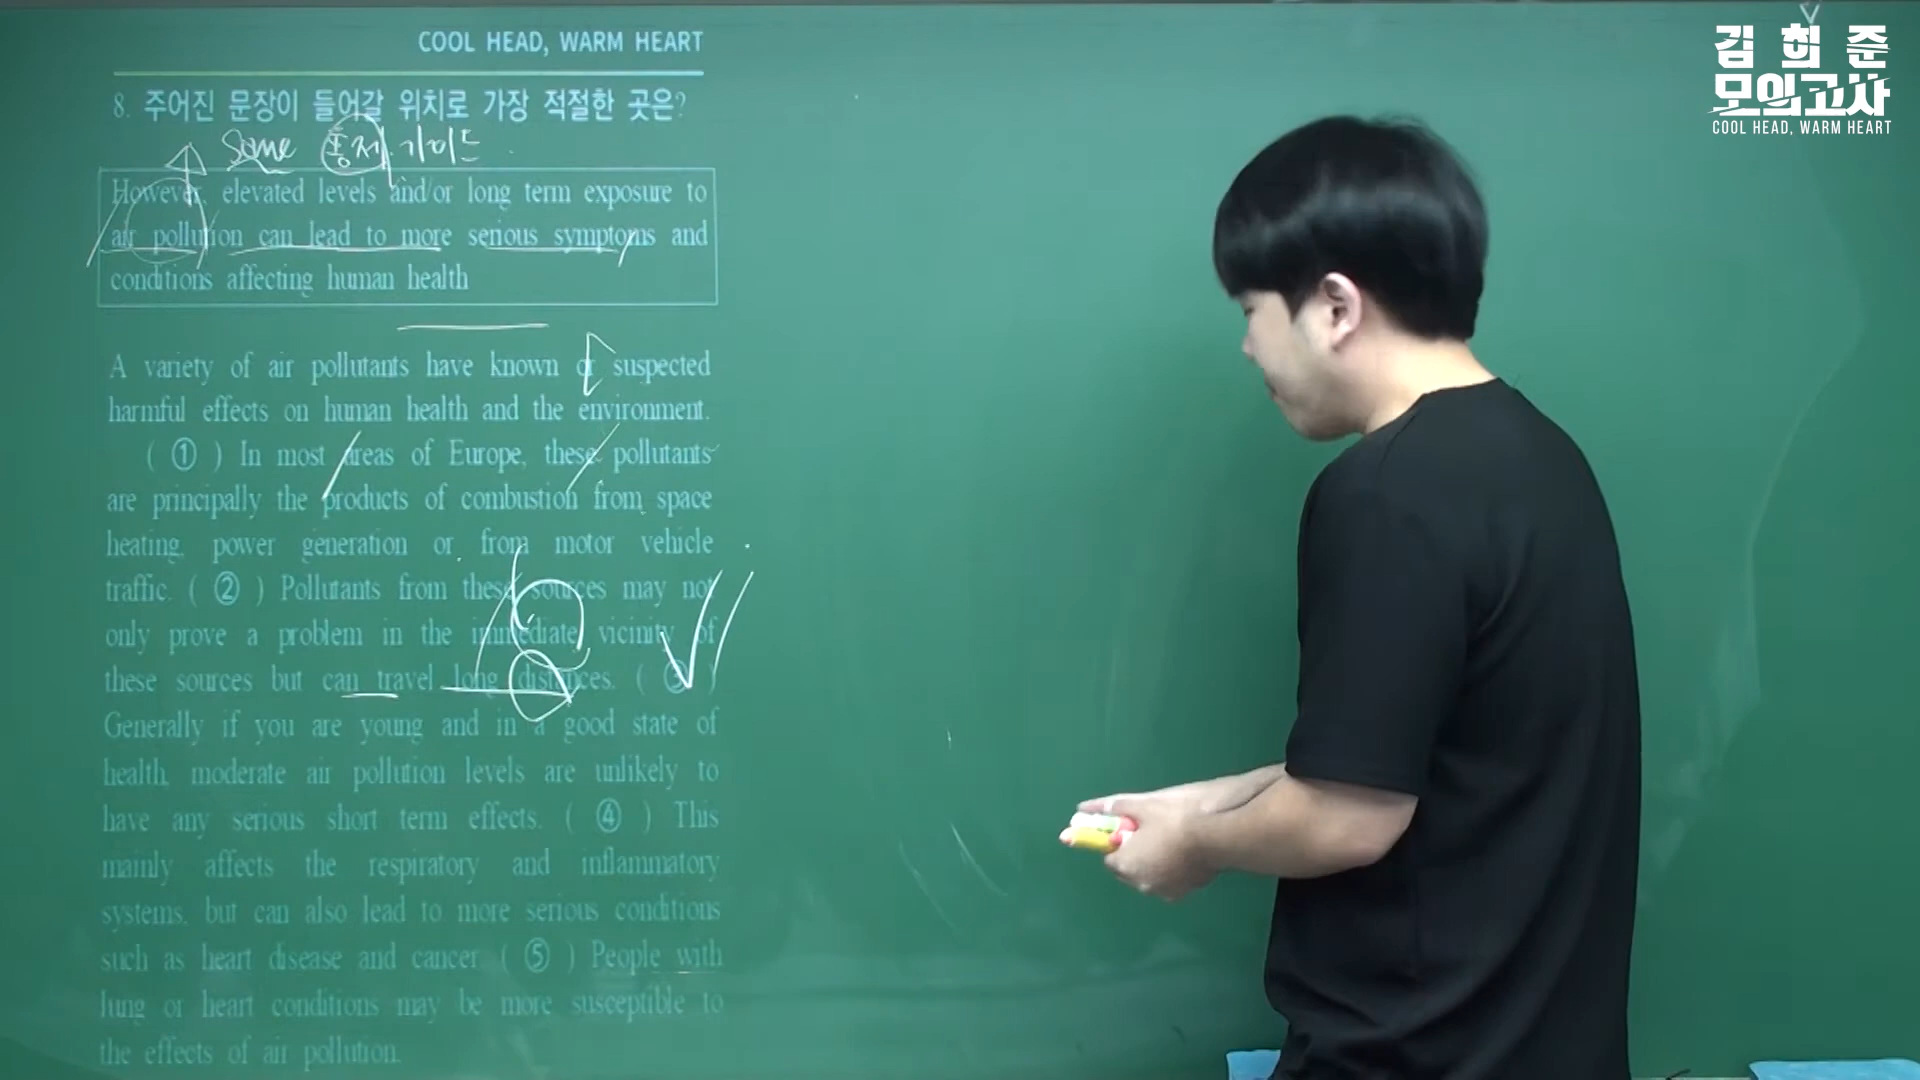 COOL HEAD, WARM HEART
8. 주어진 문장이 들어갈 위치로 가장 적절한 곳은?
Some 통제 가이드
However, elevated levels and/or long term exposure to
air pollution can lead to more serious symptoms and
conditions affecting human health
A variety of air pollutants have known or suspected
harmful effects on human health and the environment.
( ① ) In most areas of Europe, these pollutants
are principally the products of combustion from space
heating, power generation or from motor vehicle
traffic. ( ② ) Pollutants from these sources may not
only prove a problem in the immediate vicinity of
these sources but can travel long distances. ( ③ )
Generally if you are young and in a good state of
health, moderate air pollution levels are unlikely to
have any serious short term effects. ( ④ ) This
mainly affects the respiratory and inflammatory
systems, but can also lead to more serious conditions
such as heart disease and cancer. ( ⑤ ) People with
lung or heart conditions may be more susceptible to
the effects of air pollution.
김희준
모의고사
COOL HEAD, WARM HEART